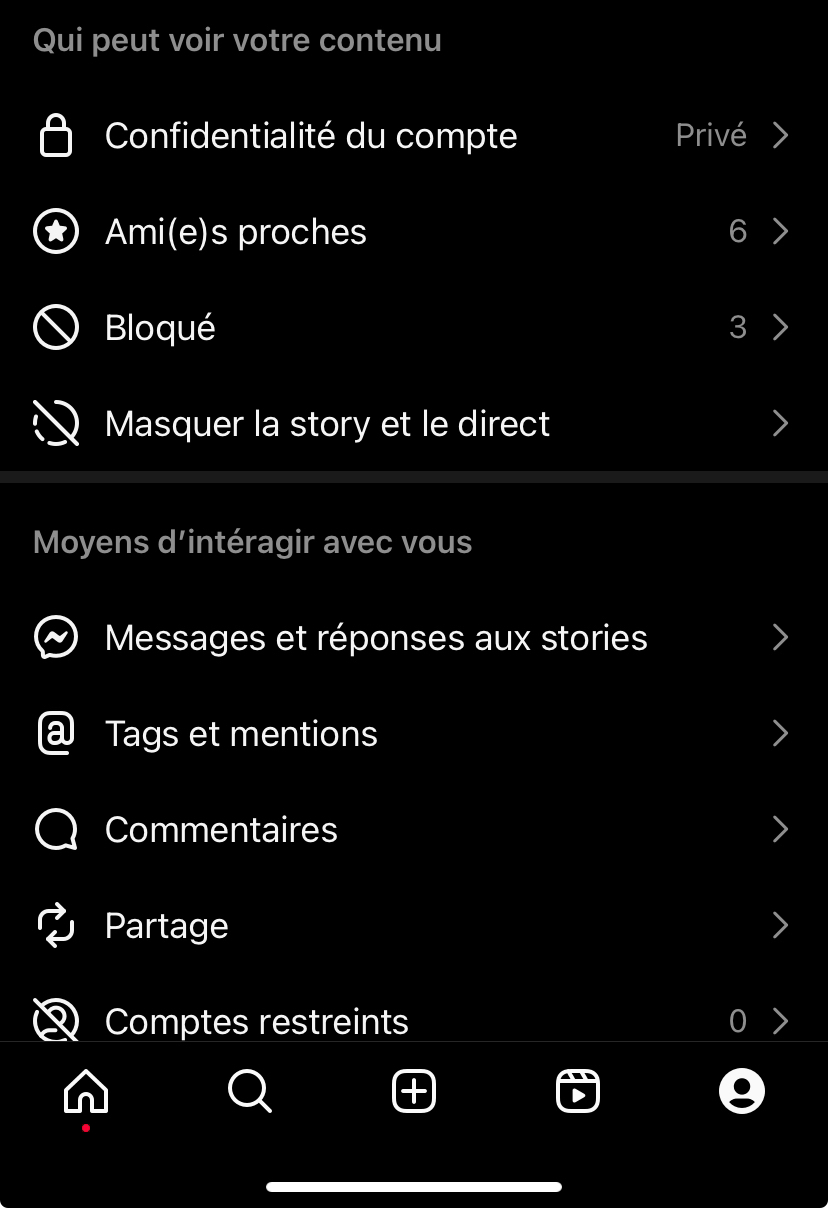 Qui peut voir votre contenu
Confidentialité du compte Privé
Ami(e)s proches 6
Bloqué 3
Masquer la story et le direct
Moyens d’intéragir avec vous
Messages et réponses aux stories
Tags et mentions
Commentaires
Partage
Comptes restreints 0